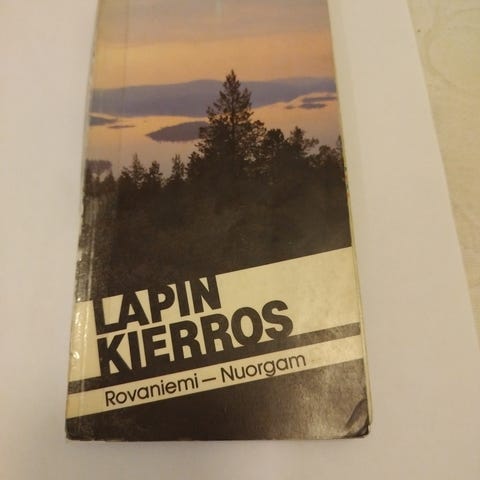 LAPIN
KIERROS
Rovaniemi – Nuorgam